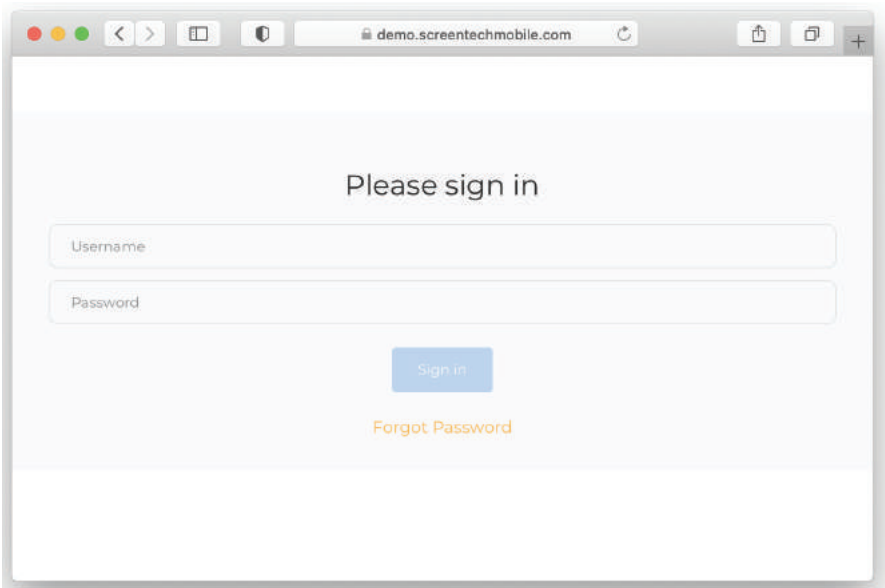 demo.screentechmobile.com
Please sign in
Username
Password
Sign in
Forgot Password